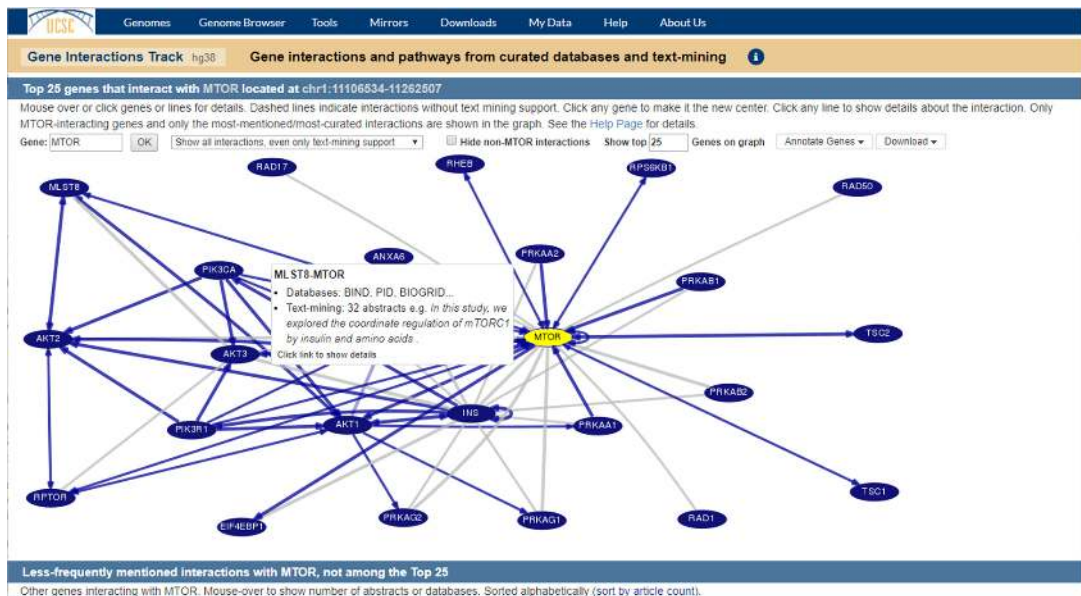 UCSC Genomes Genome Browser Tools Mirrors Downloads My Data Help About Us
Gene Interactions Track hg38 Gene interactions and pathways from curated databases and text-mining i
Top 25 genes that interact with MTOR located at chr1:11106534-11262507
Mouse over or click genes or lines for details. Dashed lines indicate interactions without text mining support. Click any gene to make it the new center. Click any line to show details about the interaction. Only
MTOR-interacting genes and only the most-mentioned/most-curated interactions are shown in the graph. See the Help Page for details.
Gene: MTOR OK Show all interactions, even only text-mining support Hide non-MTOR interactions Show top 25 Genes on graph Annotate Genes Download
RAD17 RHEB RPS6KB1
MLST8 RAD50
ANXA6 PRKAA2
PIK3CA PRKAB1
MLST8-MTOR
• Databases: BIND, PID, BIOGRID...
• Text-mining: 32 abstracts e.g. In this study, we
explored the coordinate regulation of mTORC1
by insulin and amino acids .
Click link to show details
AKT2 MTOR TSC2
AKT3
PRKAB2
INS
PIK3R1 AKT1 PRKAA1
RPTOR TSC1
EIF4EBP1 PRKAG2 PRKAG1 RAD1
Less-frequently mentioned interactions with MTOR, not among the Top 25
Other genes interacting with MTOR. Mouse-over to show number of abstracts or databases. Sorted alphabetically (sort by article count).